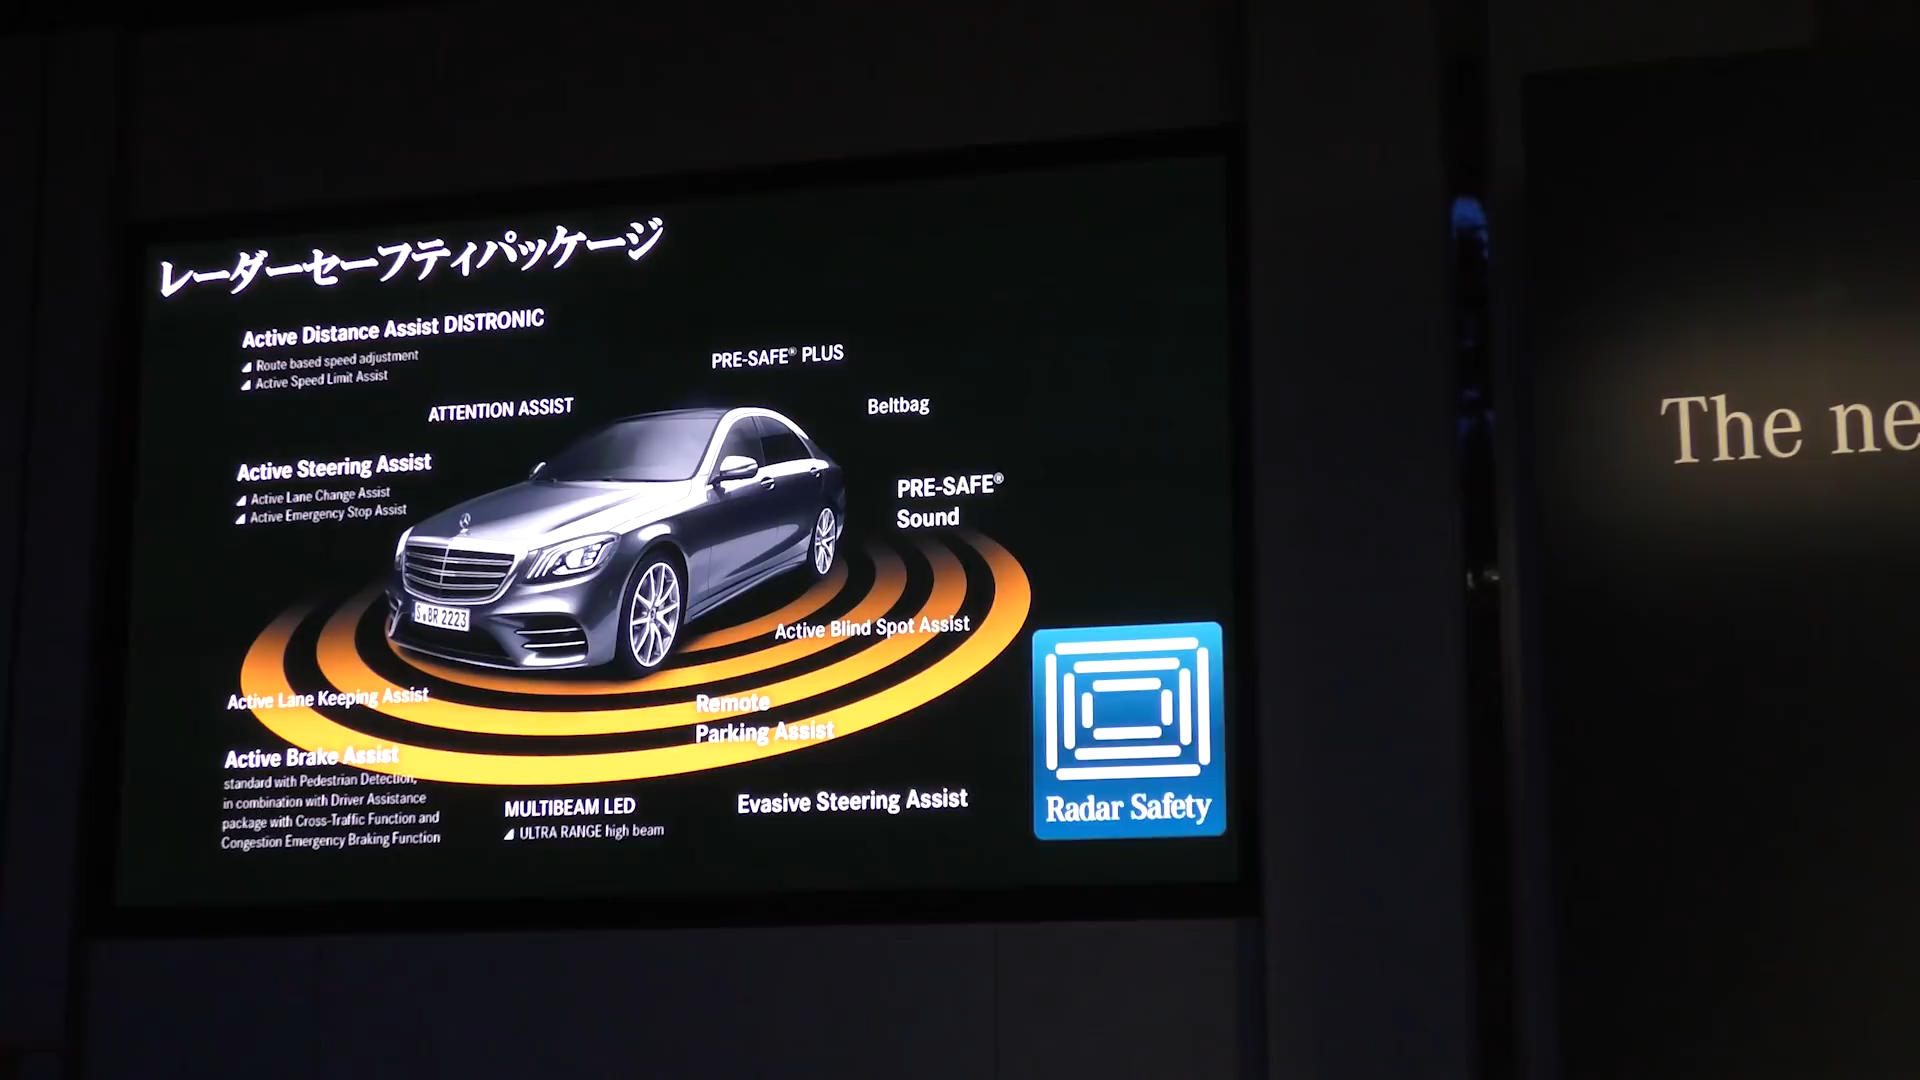 レーダーセーフティパッケージ
Active Distance Assist DISTRONIC
Route based speed adjustment
Active Speed Limit Assist
PRE-SAFE® PLUS
ATTENTION ASSIST
Beltbag
Active Steering Assist
Active Lane Change Assist
Active Emergency Stop Assist
PRE-SAFE®
Sound
S BR 2223
Active Blind Spot Assist
Active Lane Keeping Assist
Remote
Parking Assist
Active Brake Assist
standard with Pedestrian Detection,
in combination with Driver Assistance
package with Cross-Traffic Function and
Congestion Emergency Braking Function
MULTIBEAM LED
ULTRA RANGE high beam
Evasive Steering Assist
Radar Safety
The ne